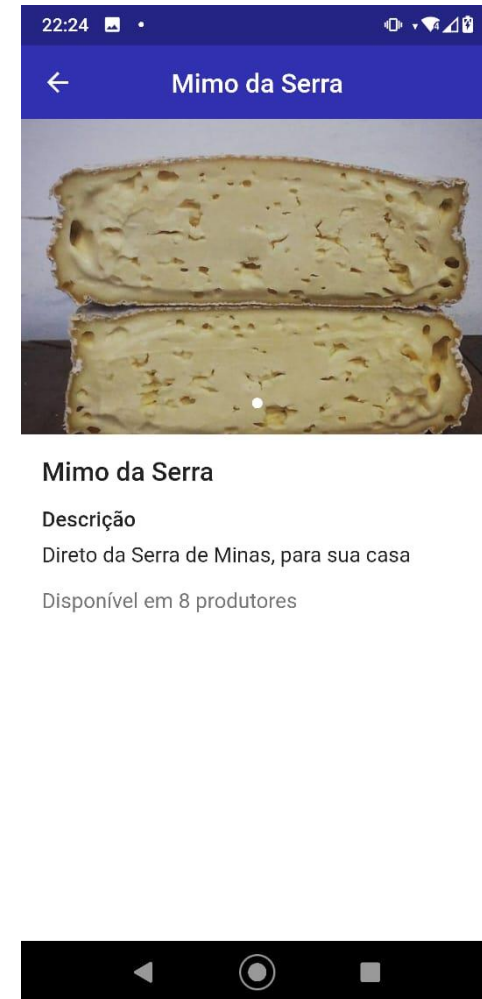 22:24
Mimo da Serra
Mimo da Serra
Descrição
Direto da Serra de Minas, para sua casa
Disponível em 8 produtores